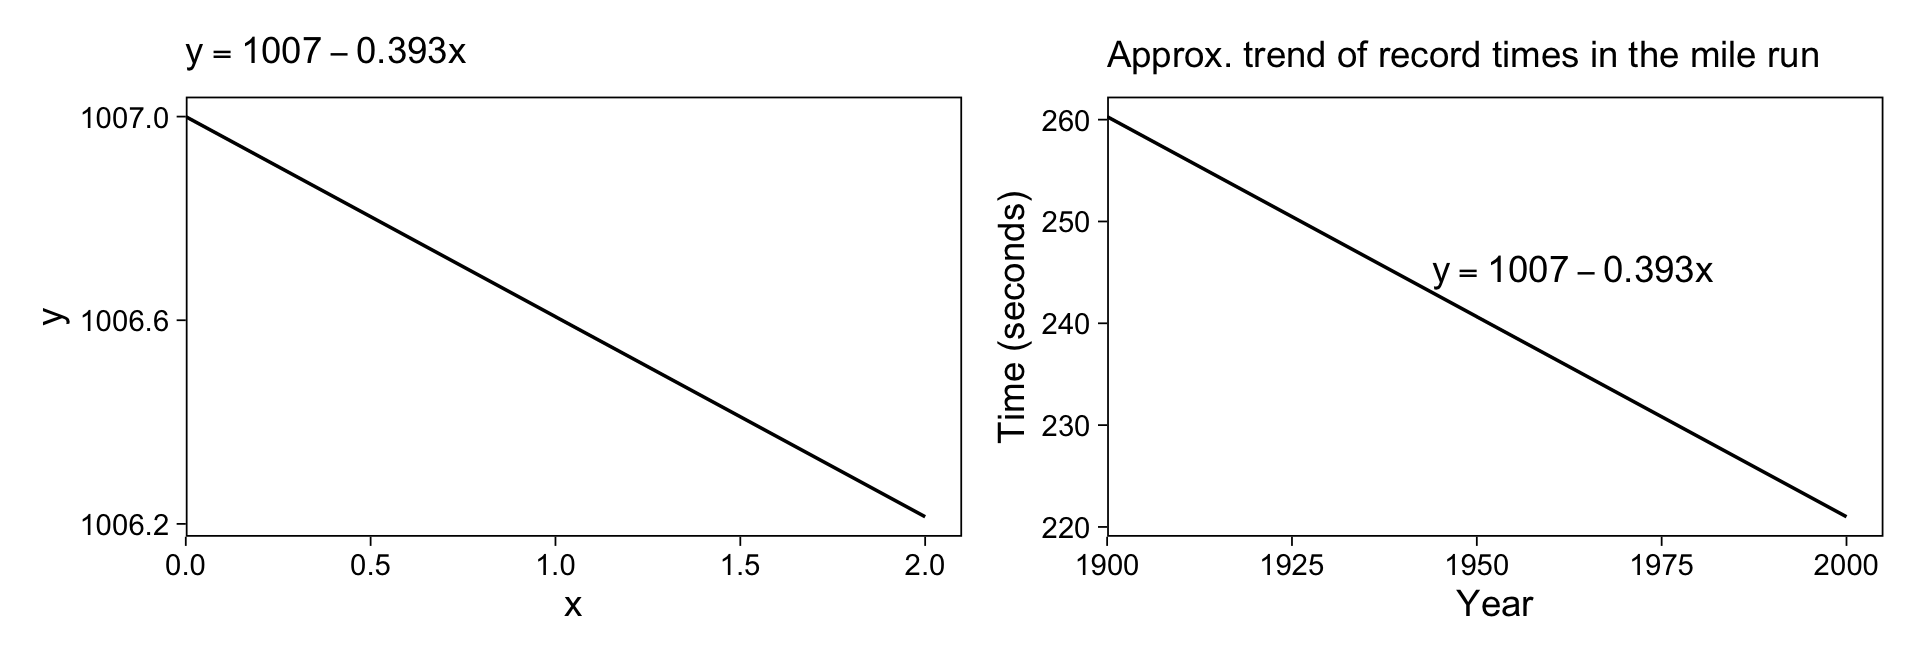 y = 1007 – 0.393x
1007.0
1006.6
1006.2
y
0.0 0.5 1.0 1.5 2.0
x
Approx. trend of record times in the mile run
260
250
240
230
220
Time (seconds)
y = 1007 – 0.393x
1900 1925 1950 1975 2000
Year